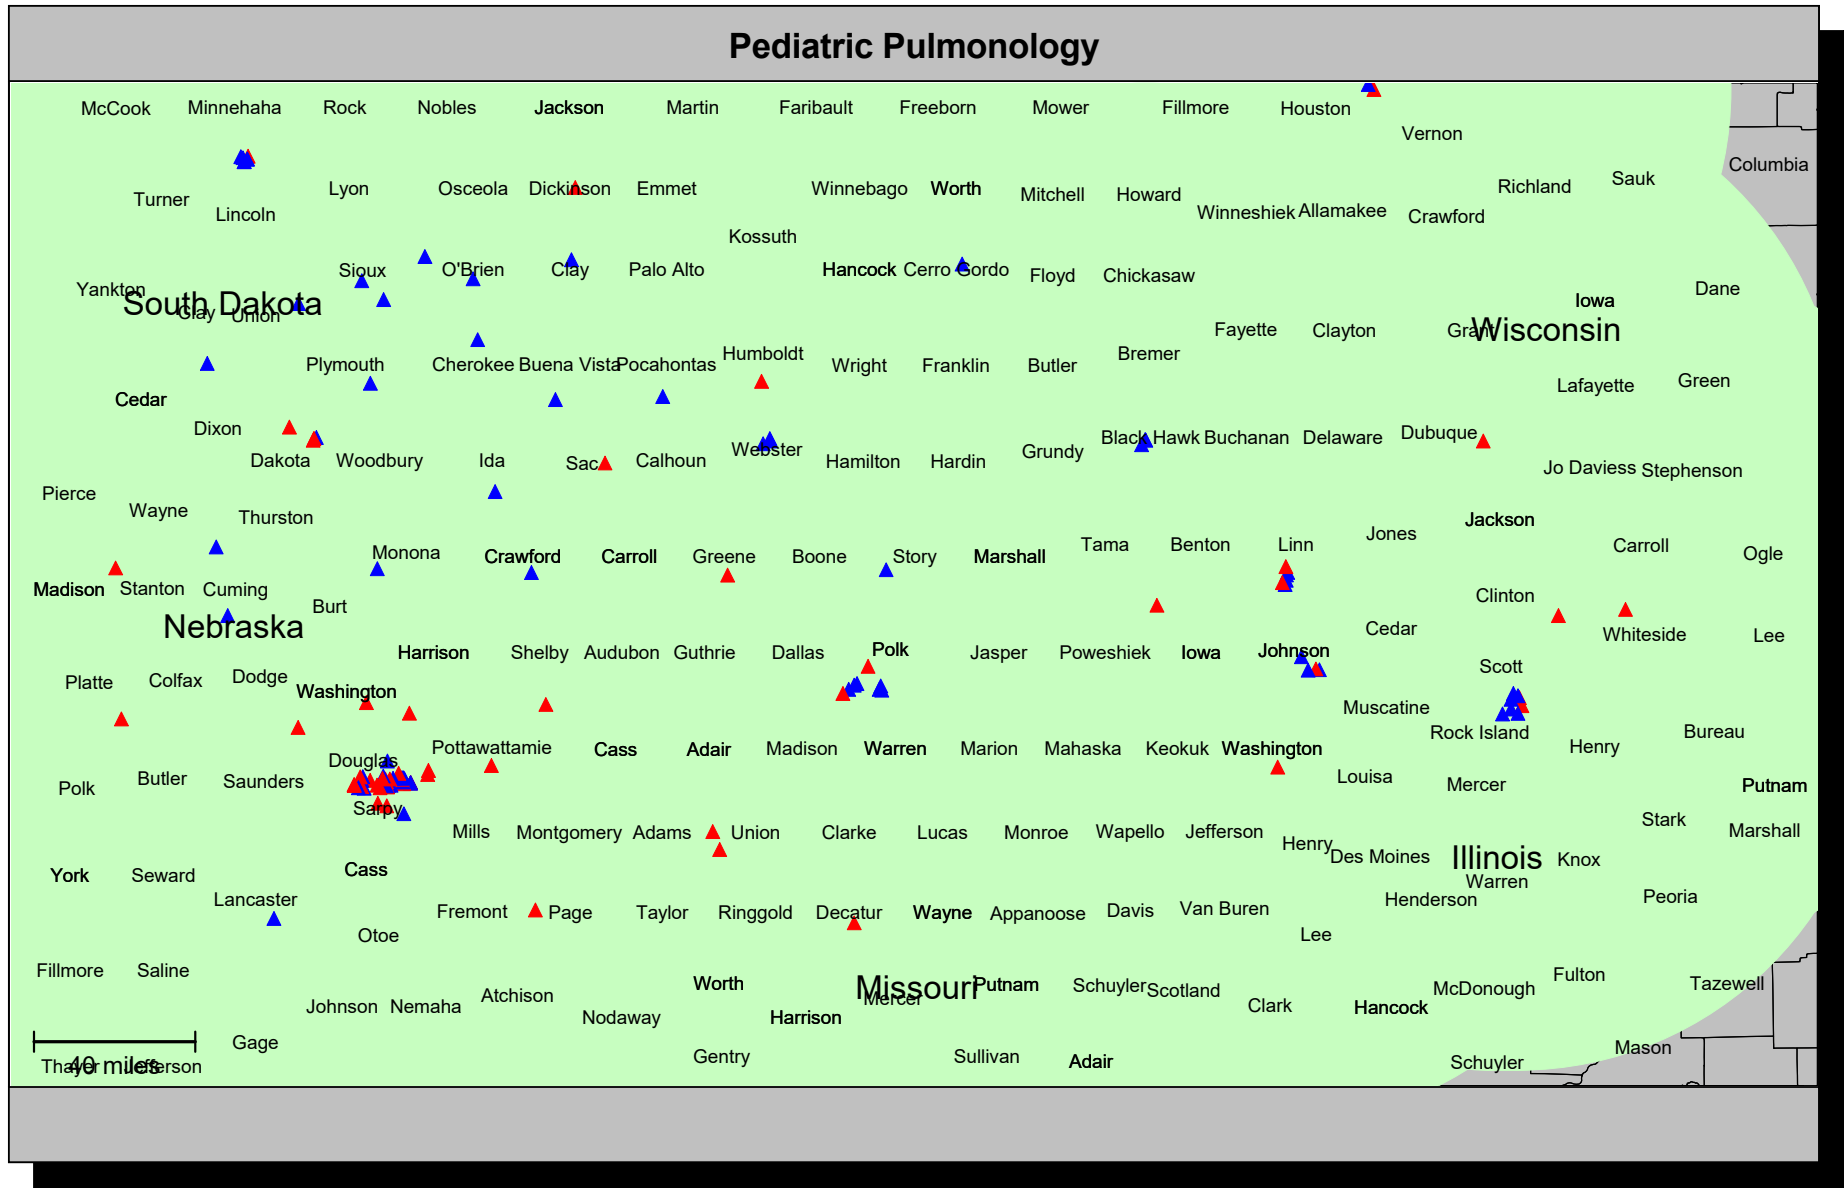 Pediatric Pulmonology
McCook Minnehaha Rock Nobles Jackson Martin Faribault Freeborn Mower Fillmore Houston
Vernon
Columbia
Turner Lyon Osceola Dickinson Emmet Winnebago Worth Mitchell Howard Richland Sauk
Lincoln Winneshiek Allamakee Crawford
Kossuth
Yankton Sioux O'Brien Clay Palo Alto Hancock Cerro Gordo Floyd Chickasaw Dane
South Dakota Iowa
Clay Union
Fayette Clayton Grant Wisconsin
Plymouth Cherokee Buena Vista Pocahontas Humboldt Wright Franklin Butler Bremer
Cedar Lafayette Green
Dixon Black Hawk Buchanan Delaware Dubuque
Dakota Woodbury Ida Sac Calhoun Webster Hamilton Hardin Grundy Jo Daviess Stephenson
Pierce
Wayne Thurston Jackson
Monona Crawford Carroll Greene Boone Story Marshall Tama Benton Linn Jones Carroll Ogle
Madison Stanton Cuming Clinton
Burt
Nebraska Cedar Whiteside Lee
Harrison Shelby Audubon Guthrie Dallas Polk Jasper Poweshiek Iowa Johnson Scott
Platte Colfax Dodge
Washington Muscatine
Rock Island Bureau
Douglas Pottawattamie Cass Adair Madison Warren Marion Mahaska Keokuk Washington Henry
Polk Butler Saunders Louisa Mercer Putnam
Sarpy
Mills Montgomery Adams Union Clarke Lucas Monroe Wapello Jefferson Henry Stark Marshall
Des Moines Illinois Knox
York Seward Cass Warren
Lancaster Henderson Peoria
Fremont Page Taylor Ringgold Decatur Wayne Appanoose Davis Van Buren
Otoe Lee
Fillmore Saline Worth Missouri Putnam Schuyler Scotland McDonough Fulton Tazewell
Johnson Nemaha Atchison Mercer Clark Hancock
Nodaway Harrison
Gage Gentry Sullivan Adair Schuyler Mason
Thayer Jefferson
40 miles